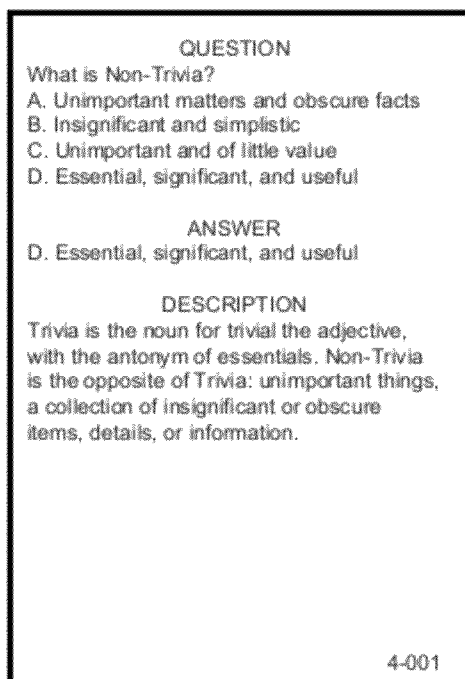 QUESTION
What is Non-Trivia?
A. Unimportant matters and obscure facts
B. Insignificant and simplistic
C. Unimportant and of little value
D. Essential, significant, and useful
ANSWER
D. Essential, significant, and useful
DESCRIPTION
Trivia is the noun for trivial the adjective,
with the antonym of essentials. Non-Trivia
is the opposite of Trivia: unimportant things,
a collection of insignificant or obscure
items, details, or information.
4-001